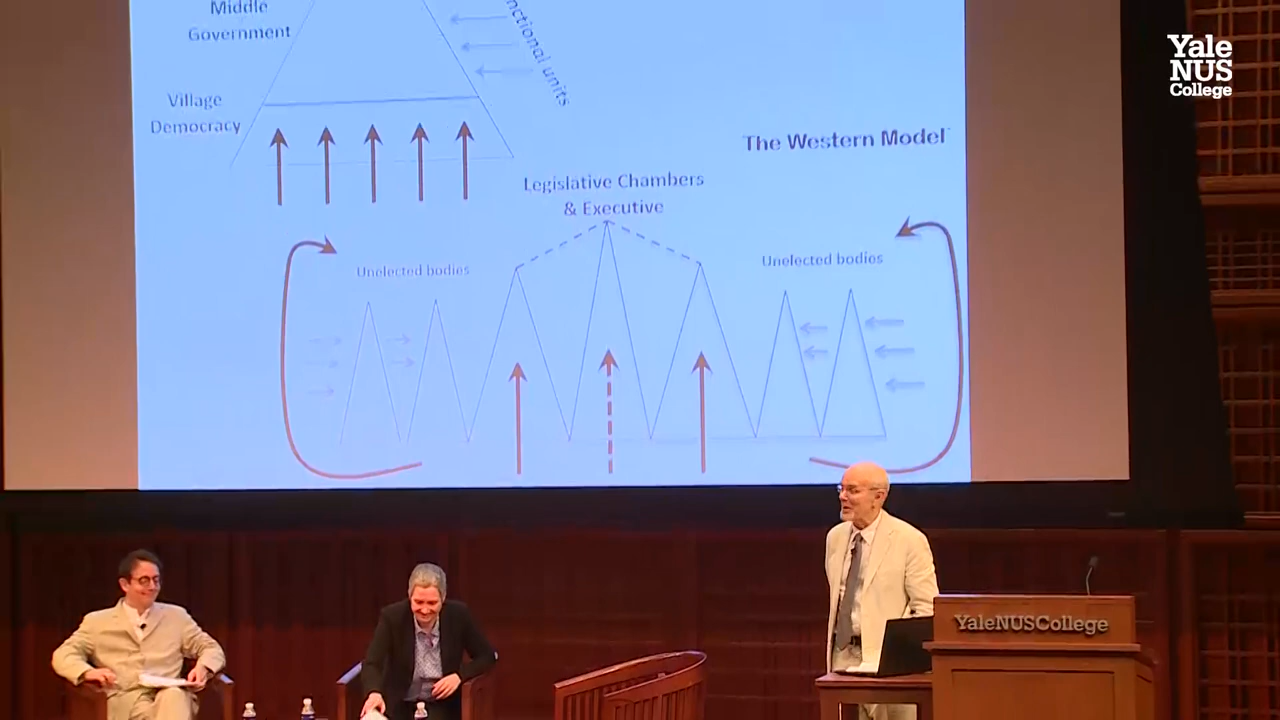 Middle
Government
nctional units
Village
Democracy
The Western Model
Legislative Chambers
& Executive
Unelected bodies
Unelected bodies
Yale
NUS
College
YaleNUSCollege